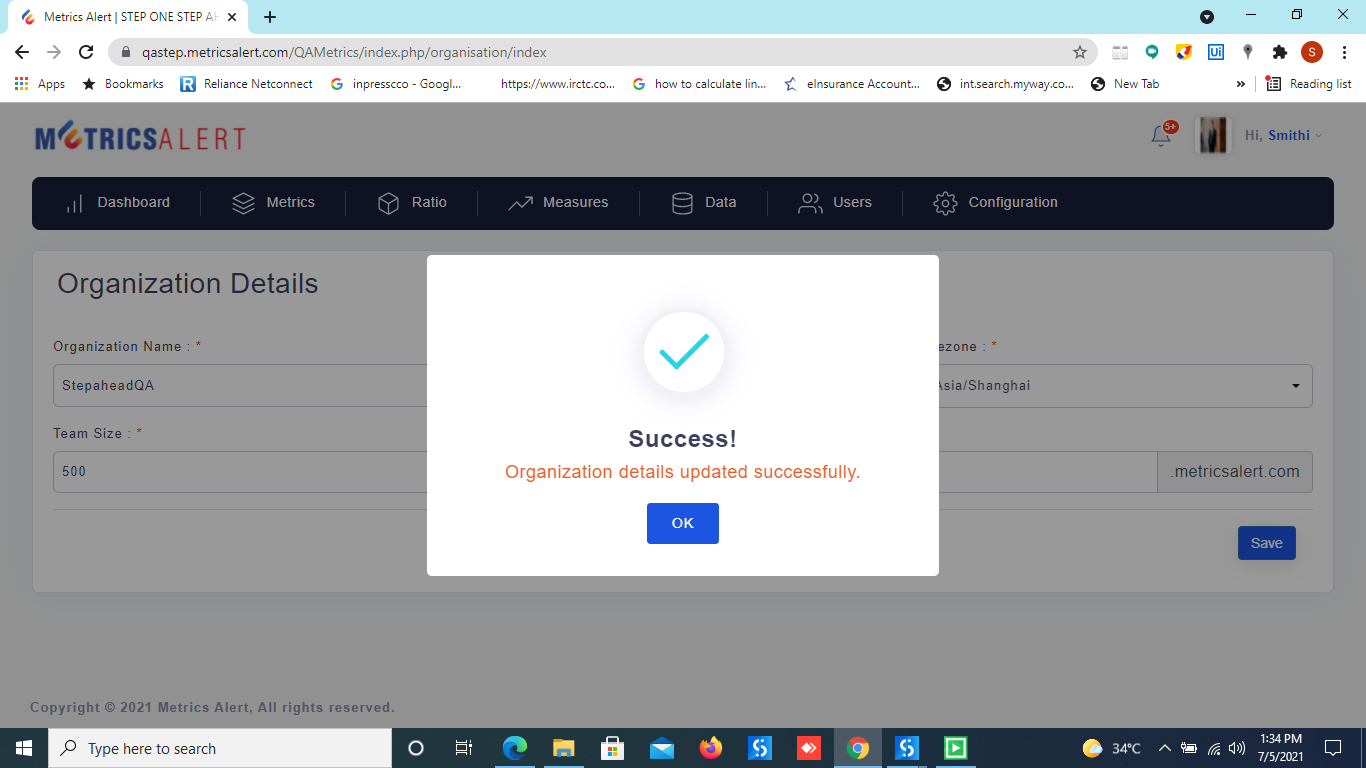 Metrics Alert | STEP ONE STEP AH
qastep.metricsalert.com/QAMetrics/index.php/organisation/index
S
Apps
Bookmarks
Reliance Netconnect
inpresscco - Googl...
https://www.irctc.co...
how to calculate lin...
eInsurance Account...
int.search.myway.co...
New Tab
»
Reading list
METRICSALERT
5+
Hi, Smithi
Dashboard
Metrics
Ratio
Measures
Data
Users
Configuration
Organization Details
Organization Name : *
ezone : *
StepaheadQA
Asia/Shanghai
Team Size : *
500
.metricsalert.com
Success!
Organization details updated successfully.
OK
Save
Copyright © 2021 Metrics Alert, All rights reserved.
Type here to search
34°C
1:34 PM
7/5/2021